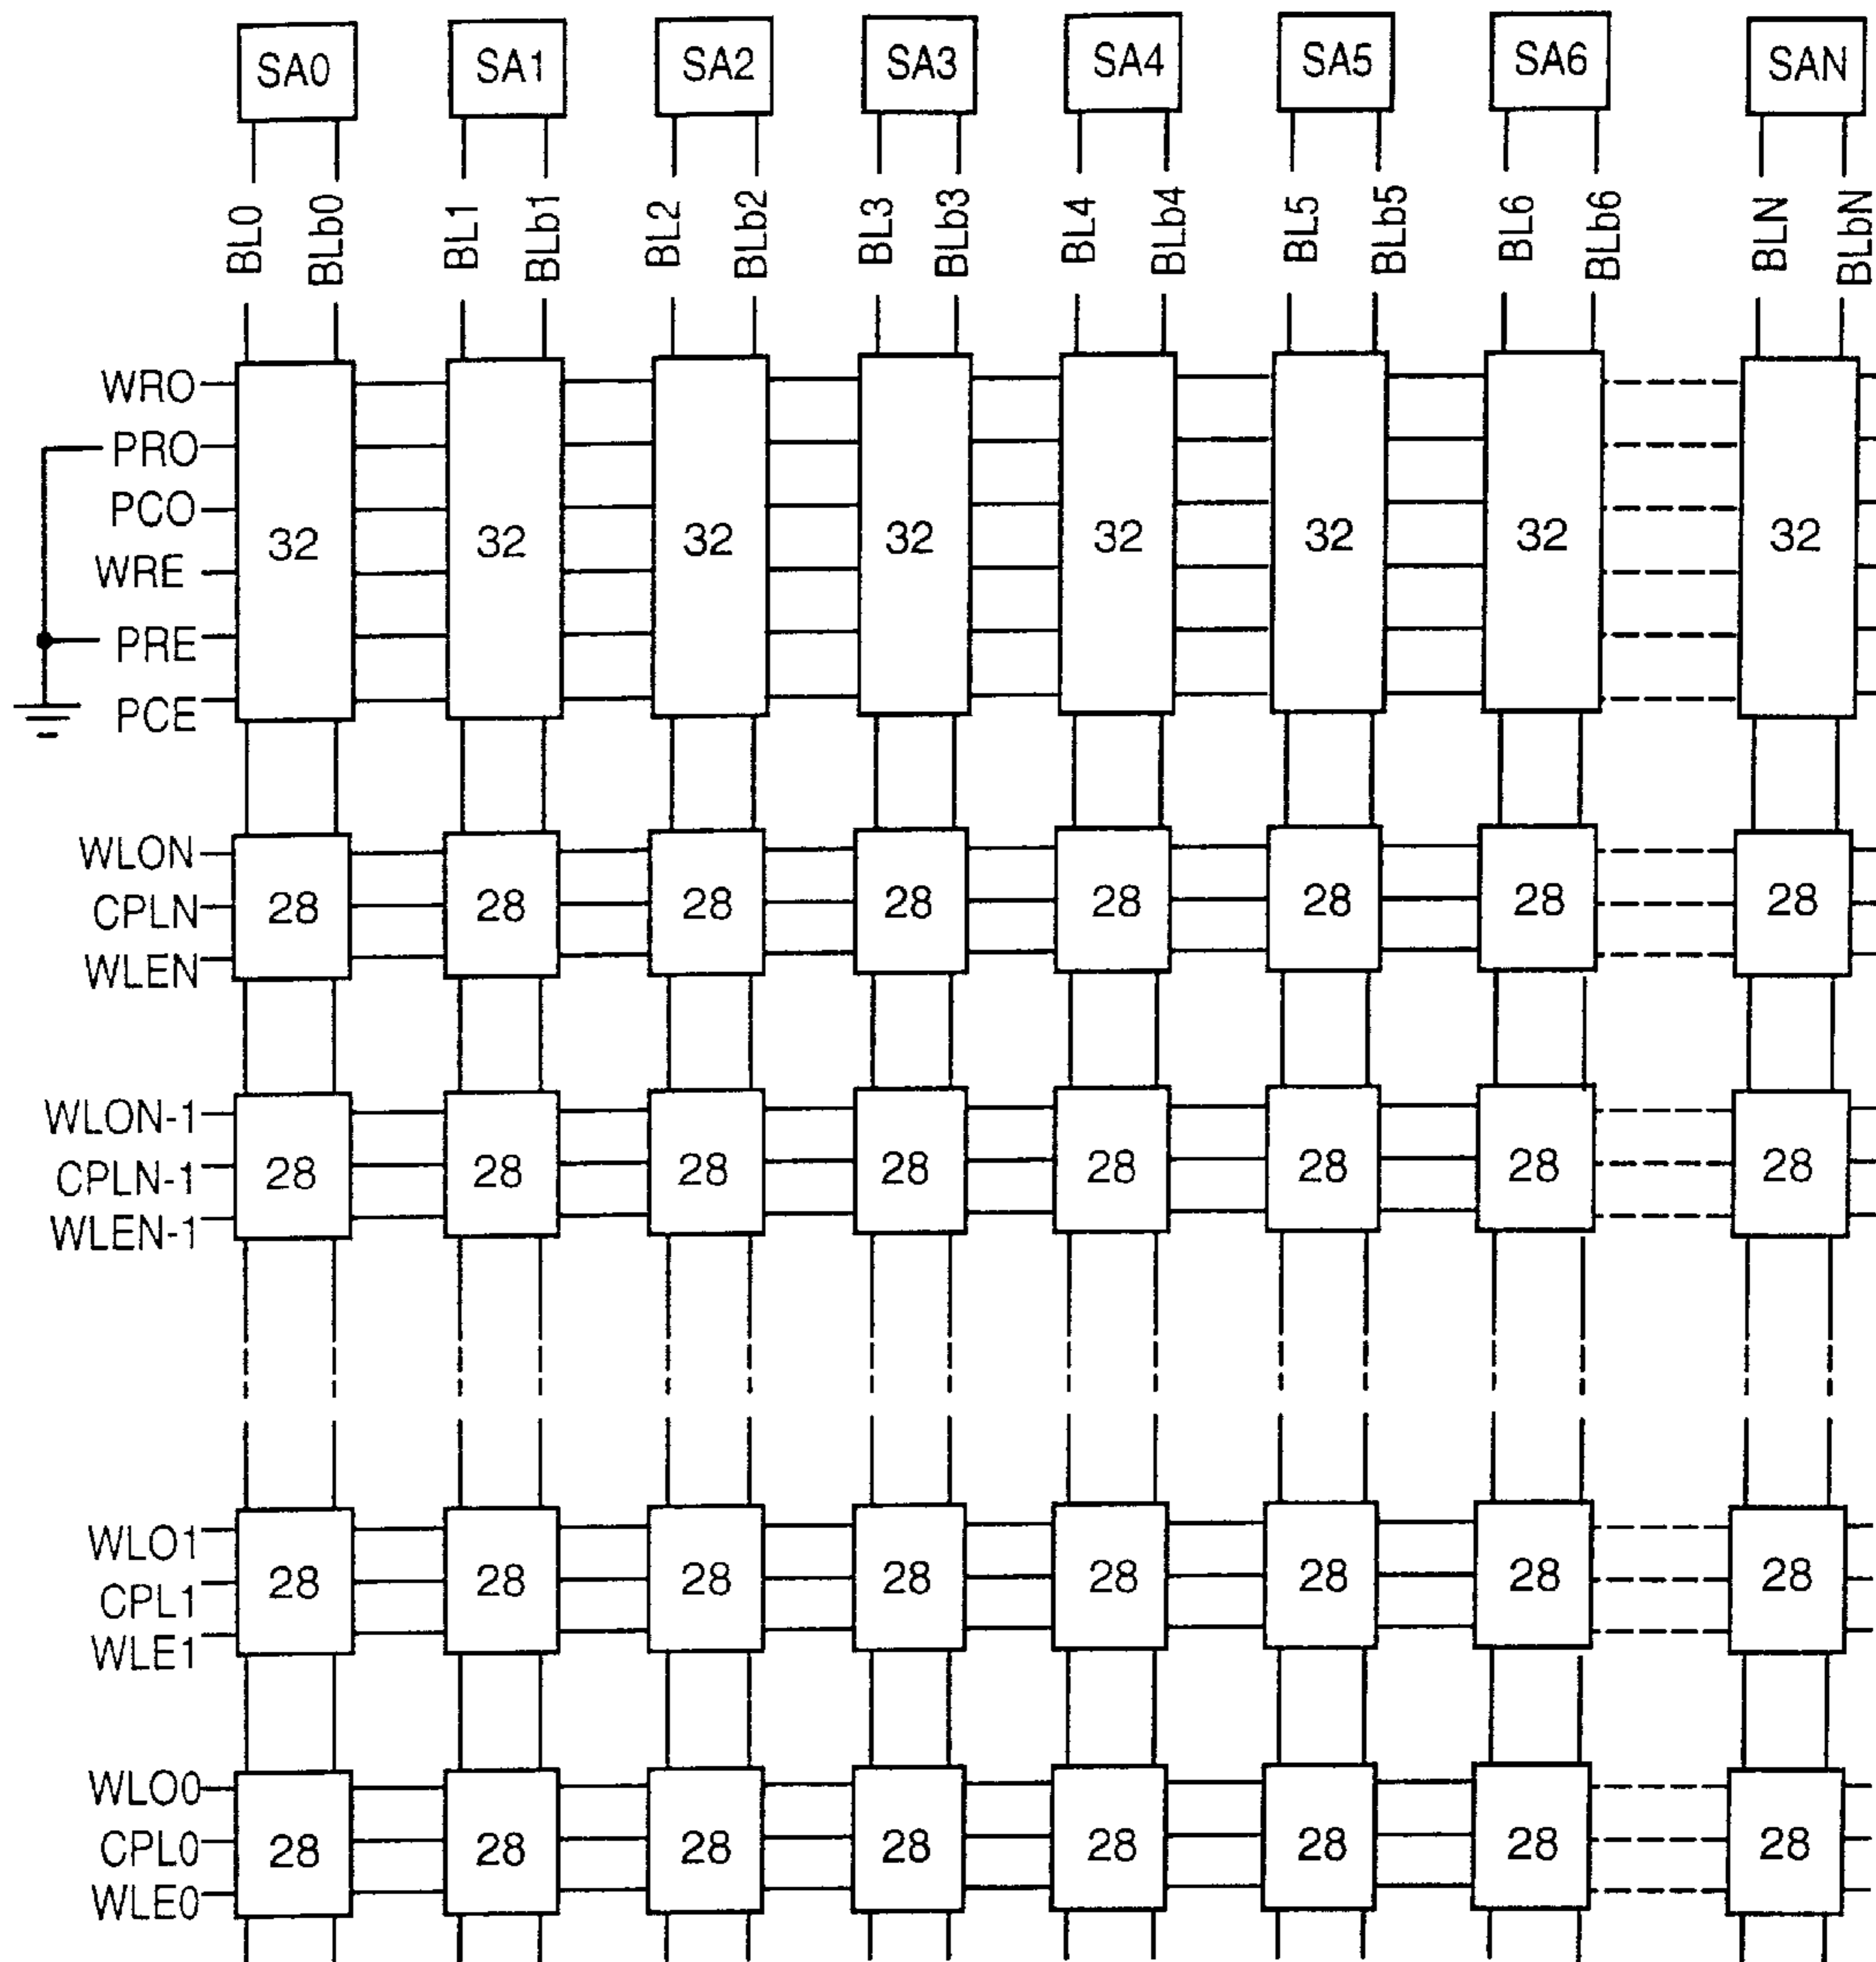 SA0 SA1 SA2 SA3 SA4 SA5 SA6 SAN
BL0 BLb0 BL1 BLb1 BL2 BLb2 BL3 BLb3 BL4 BLb4 BL5 BLb5 BL6 BLb6 BLN BLbN
WRO
PRO
PCO
32 32 32 32 32 32 32 32
WRE
PRE
PCE
WLON
CPLN 28 28 28 28 28 28 28 28
WLEN
WLON-1
CPLN-1 28 28 28 28 28 28 28 28
WLEN-1
WLO1
CPL1 28 28 28 28 28 28 28 28
WLE1
WLO0
CPL0 28 28 28 28 28 28 28 28
WLE0